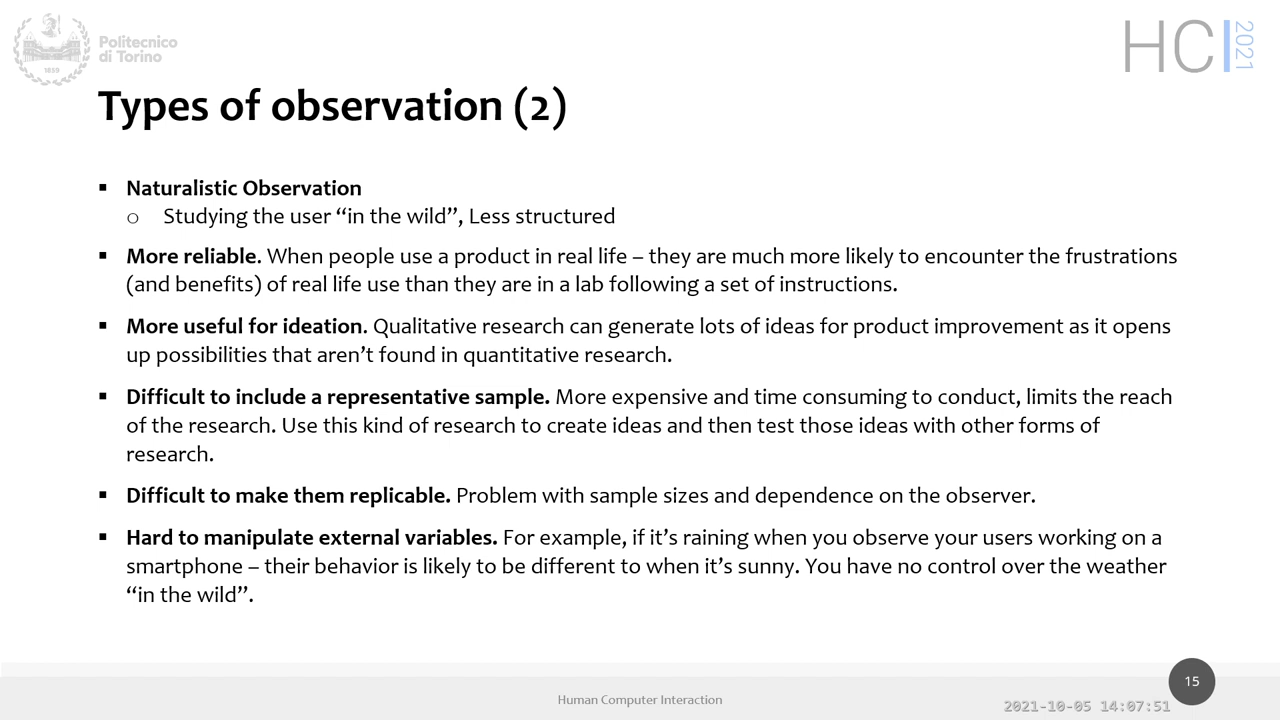 Politecnico
di Torino
1859
HCI 2021
Types of observation (2)
▪ Naturalistic Observation
o Studying the user “in the wild”, Less structured
▪ More reliable. When people use a product in real life – they are much more likely to encounter the frustrations
(and benefits) of real life use than they are in a lab following a set of instructions.
▪ More useful for ideation. Qualitative research can generate lots of ideas for product improvement as it opens
up possibilities that aren’t found in quantitative research.
▪ Difficult to include a representative sample. More expensive and time consuming to conduct, limits the reach
of the research. Use this kind of research to create ideas and then test those ideas with other forms of
research.
▪ Difficult to make them replicable. Problem with sample sizes and dependence on the observer.
▪ Hard to manipulate external variables. For example, if it’s raining when you observe your users working on a
smartphone – their behavior is likely to be different to when it’s sunny. You have no control over the weather
“in the wild”.
15
Human Computer Interaction
2021-10-05 14:07:51